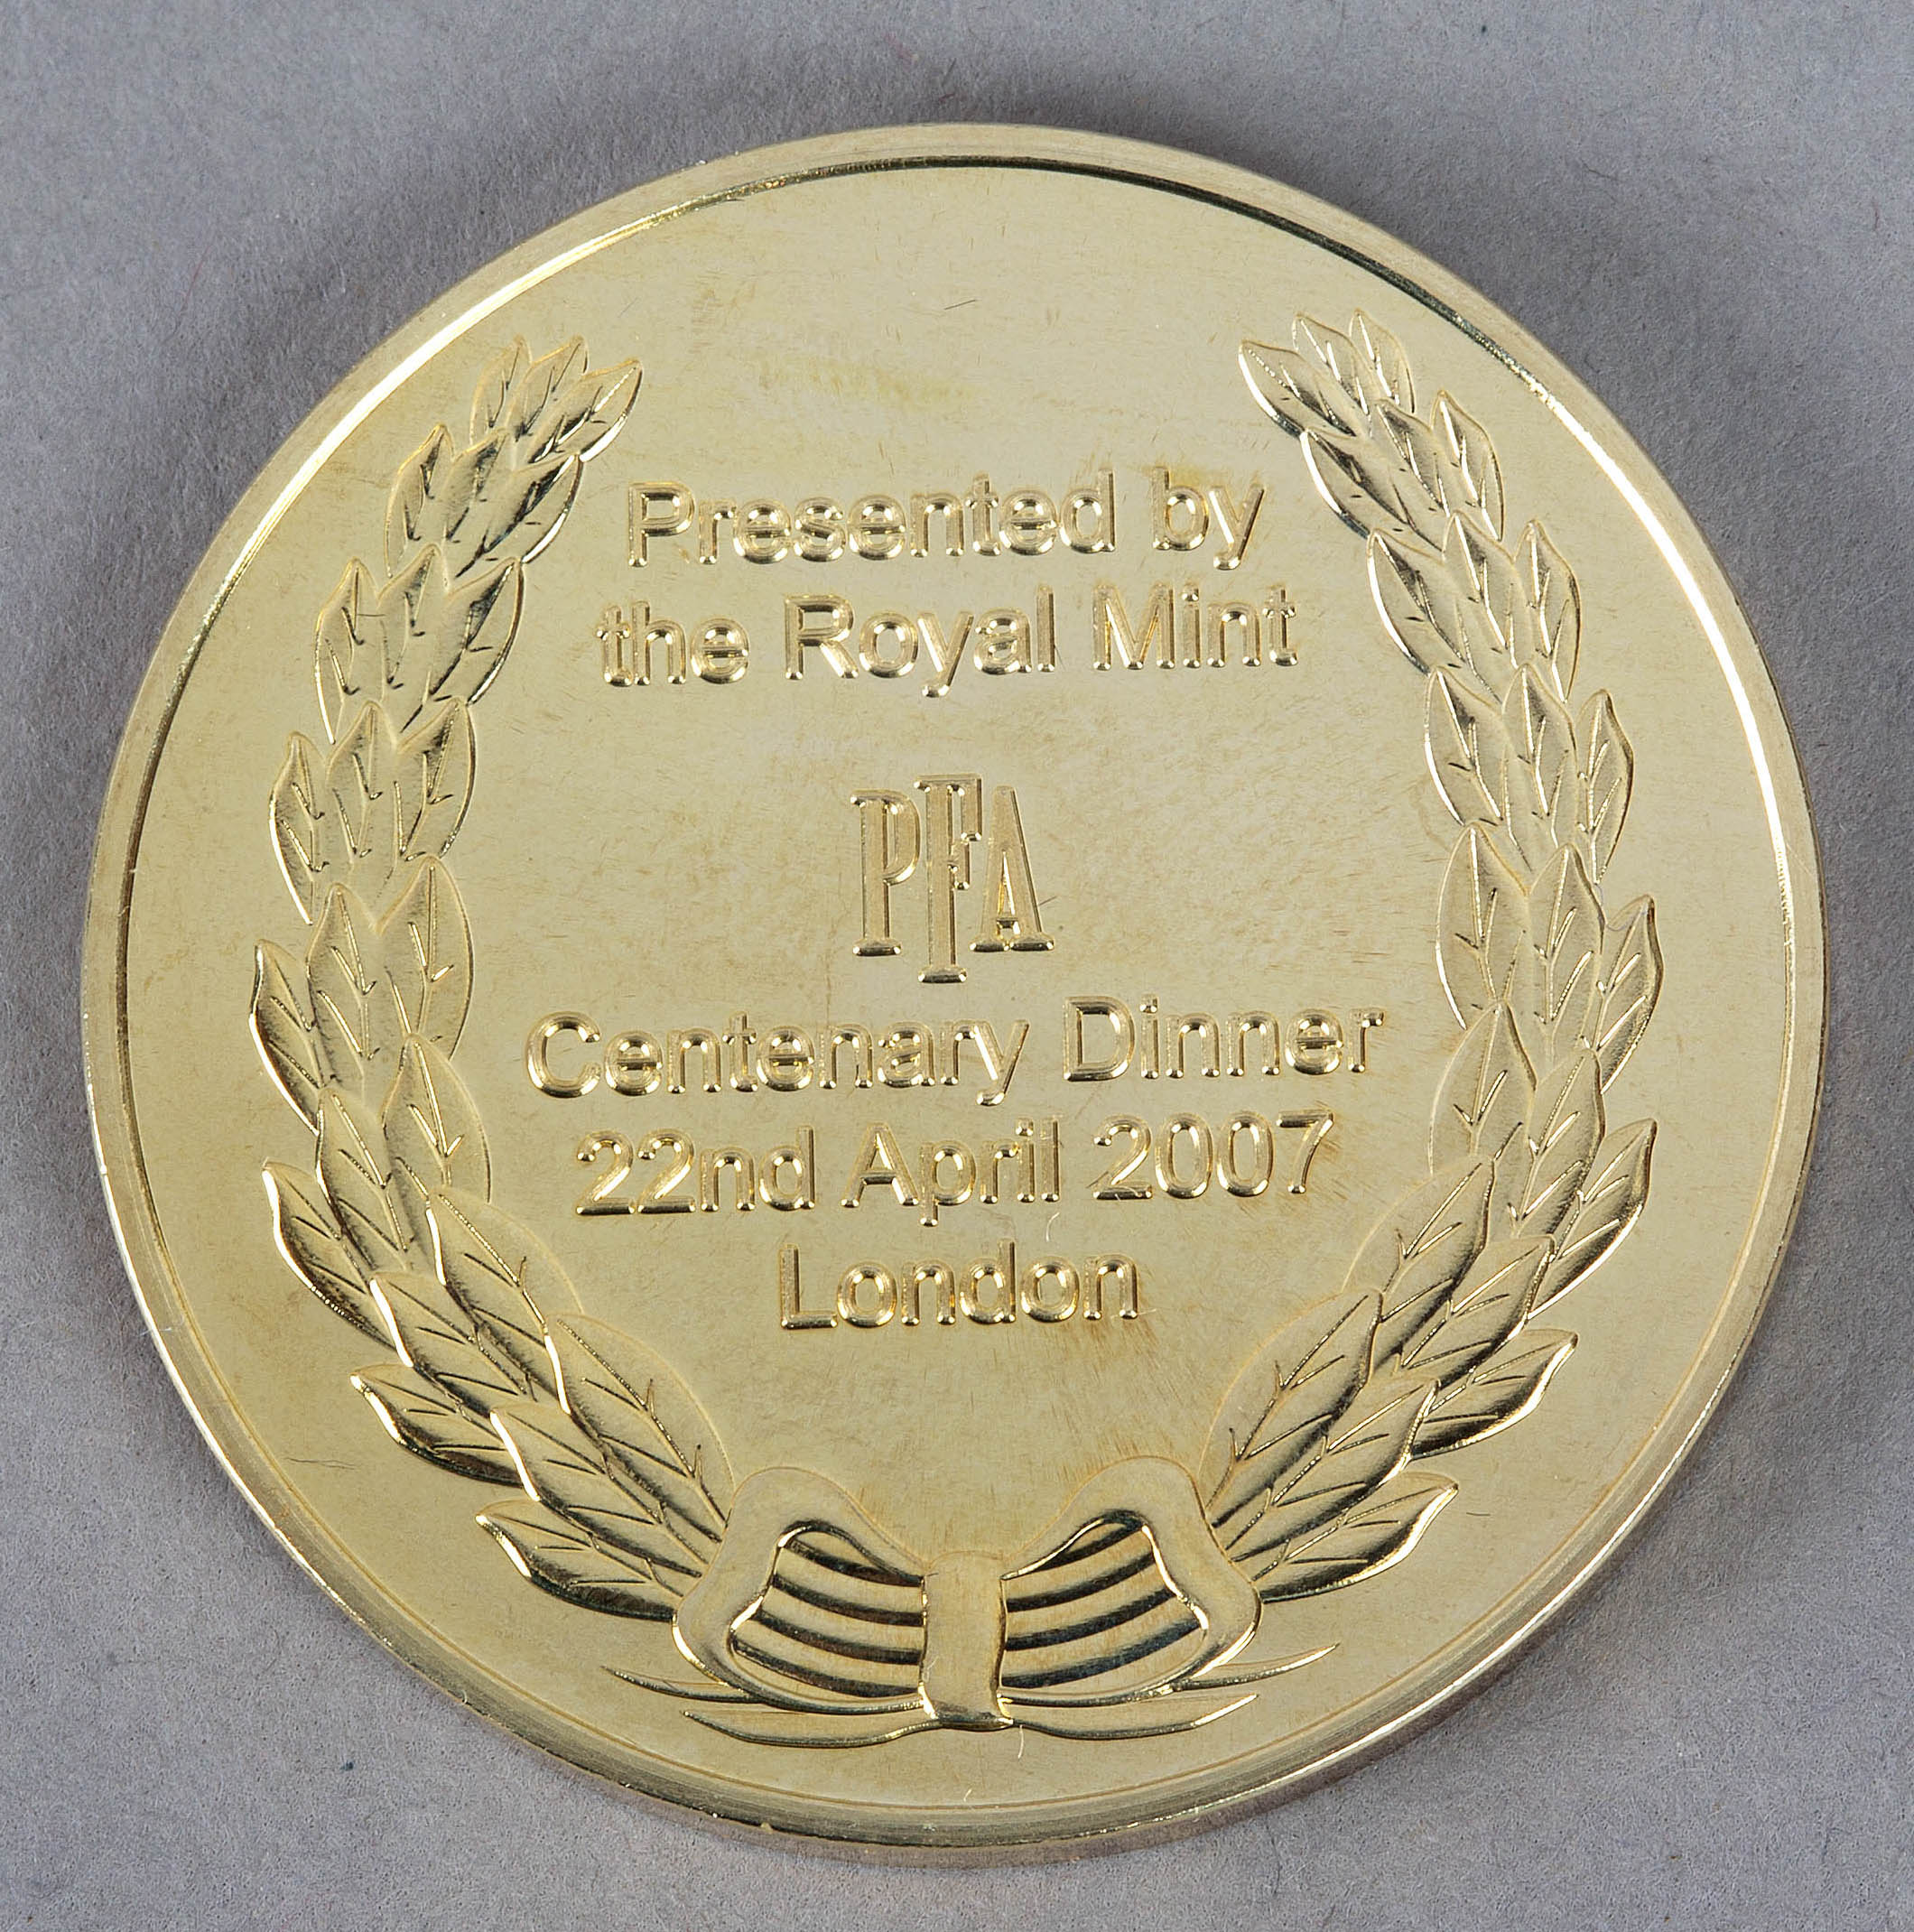 Presented by
the Royal Mint
PFA
Centenary Dinner
22nd April 2007
London